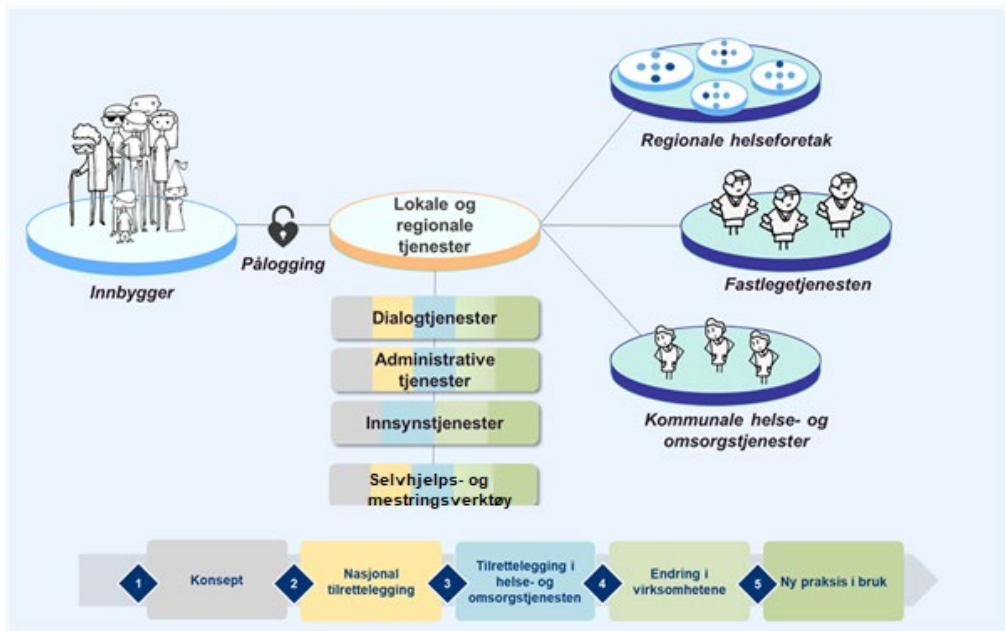 Innbygger
Pålogging
Lokale og
regionale
tjenester
Regionale helseforetak
Fastlegetjenesten
Kommunale helse- og
omsorgstjenester
Dialogtjenester
Administrative
tjenester
Innsynstjenester
Selvhjelps- og
mestringsverktøy
1
Konsept
2
Nasjonal
tilrettelegging
3
Tilrettelegging i
helse- og
omsorgstjenesten
4
Endring i
virksomhetene
5
Ny praksis i bruk